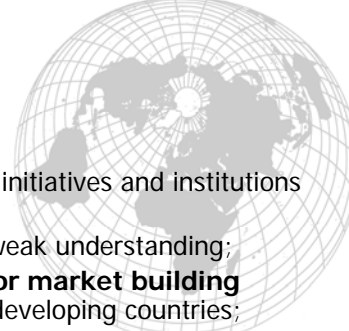 initiatives and institutions
weak understanding;
or market building
developing countries;